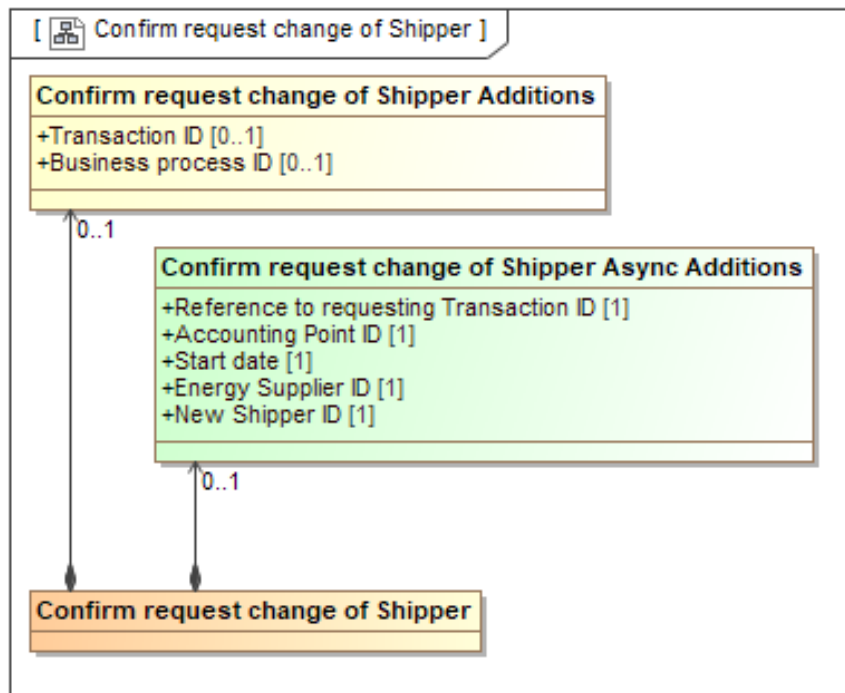 [ Confirm request change of Shipper ]
Confirm request change of Shipper Additions
+Transaction ID [0..1]
+Business process ID [0..1]
0..1
Confirm request change of Shipper Async Additions
+Reference to requesting Transaction ID [1]
+Accounting Point ID [1]
+Start date [1]
+Energy Supplier ID [1]
+New Shipper ID [1]
0..1
Confirm request change of Shipper